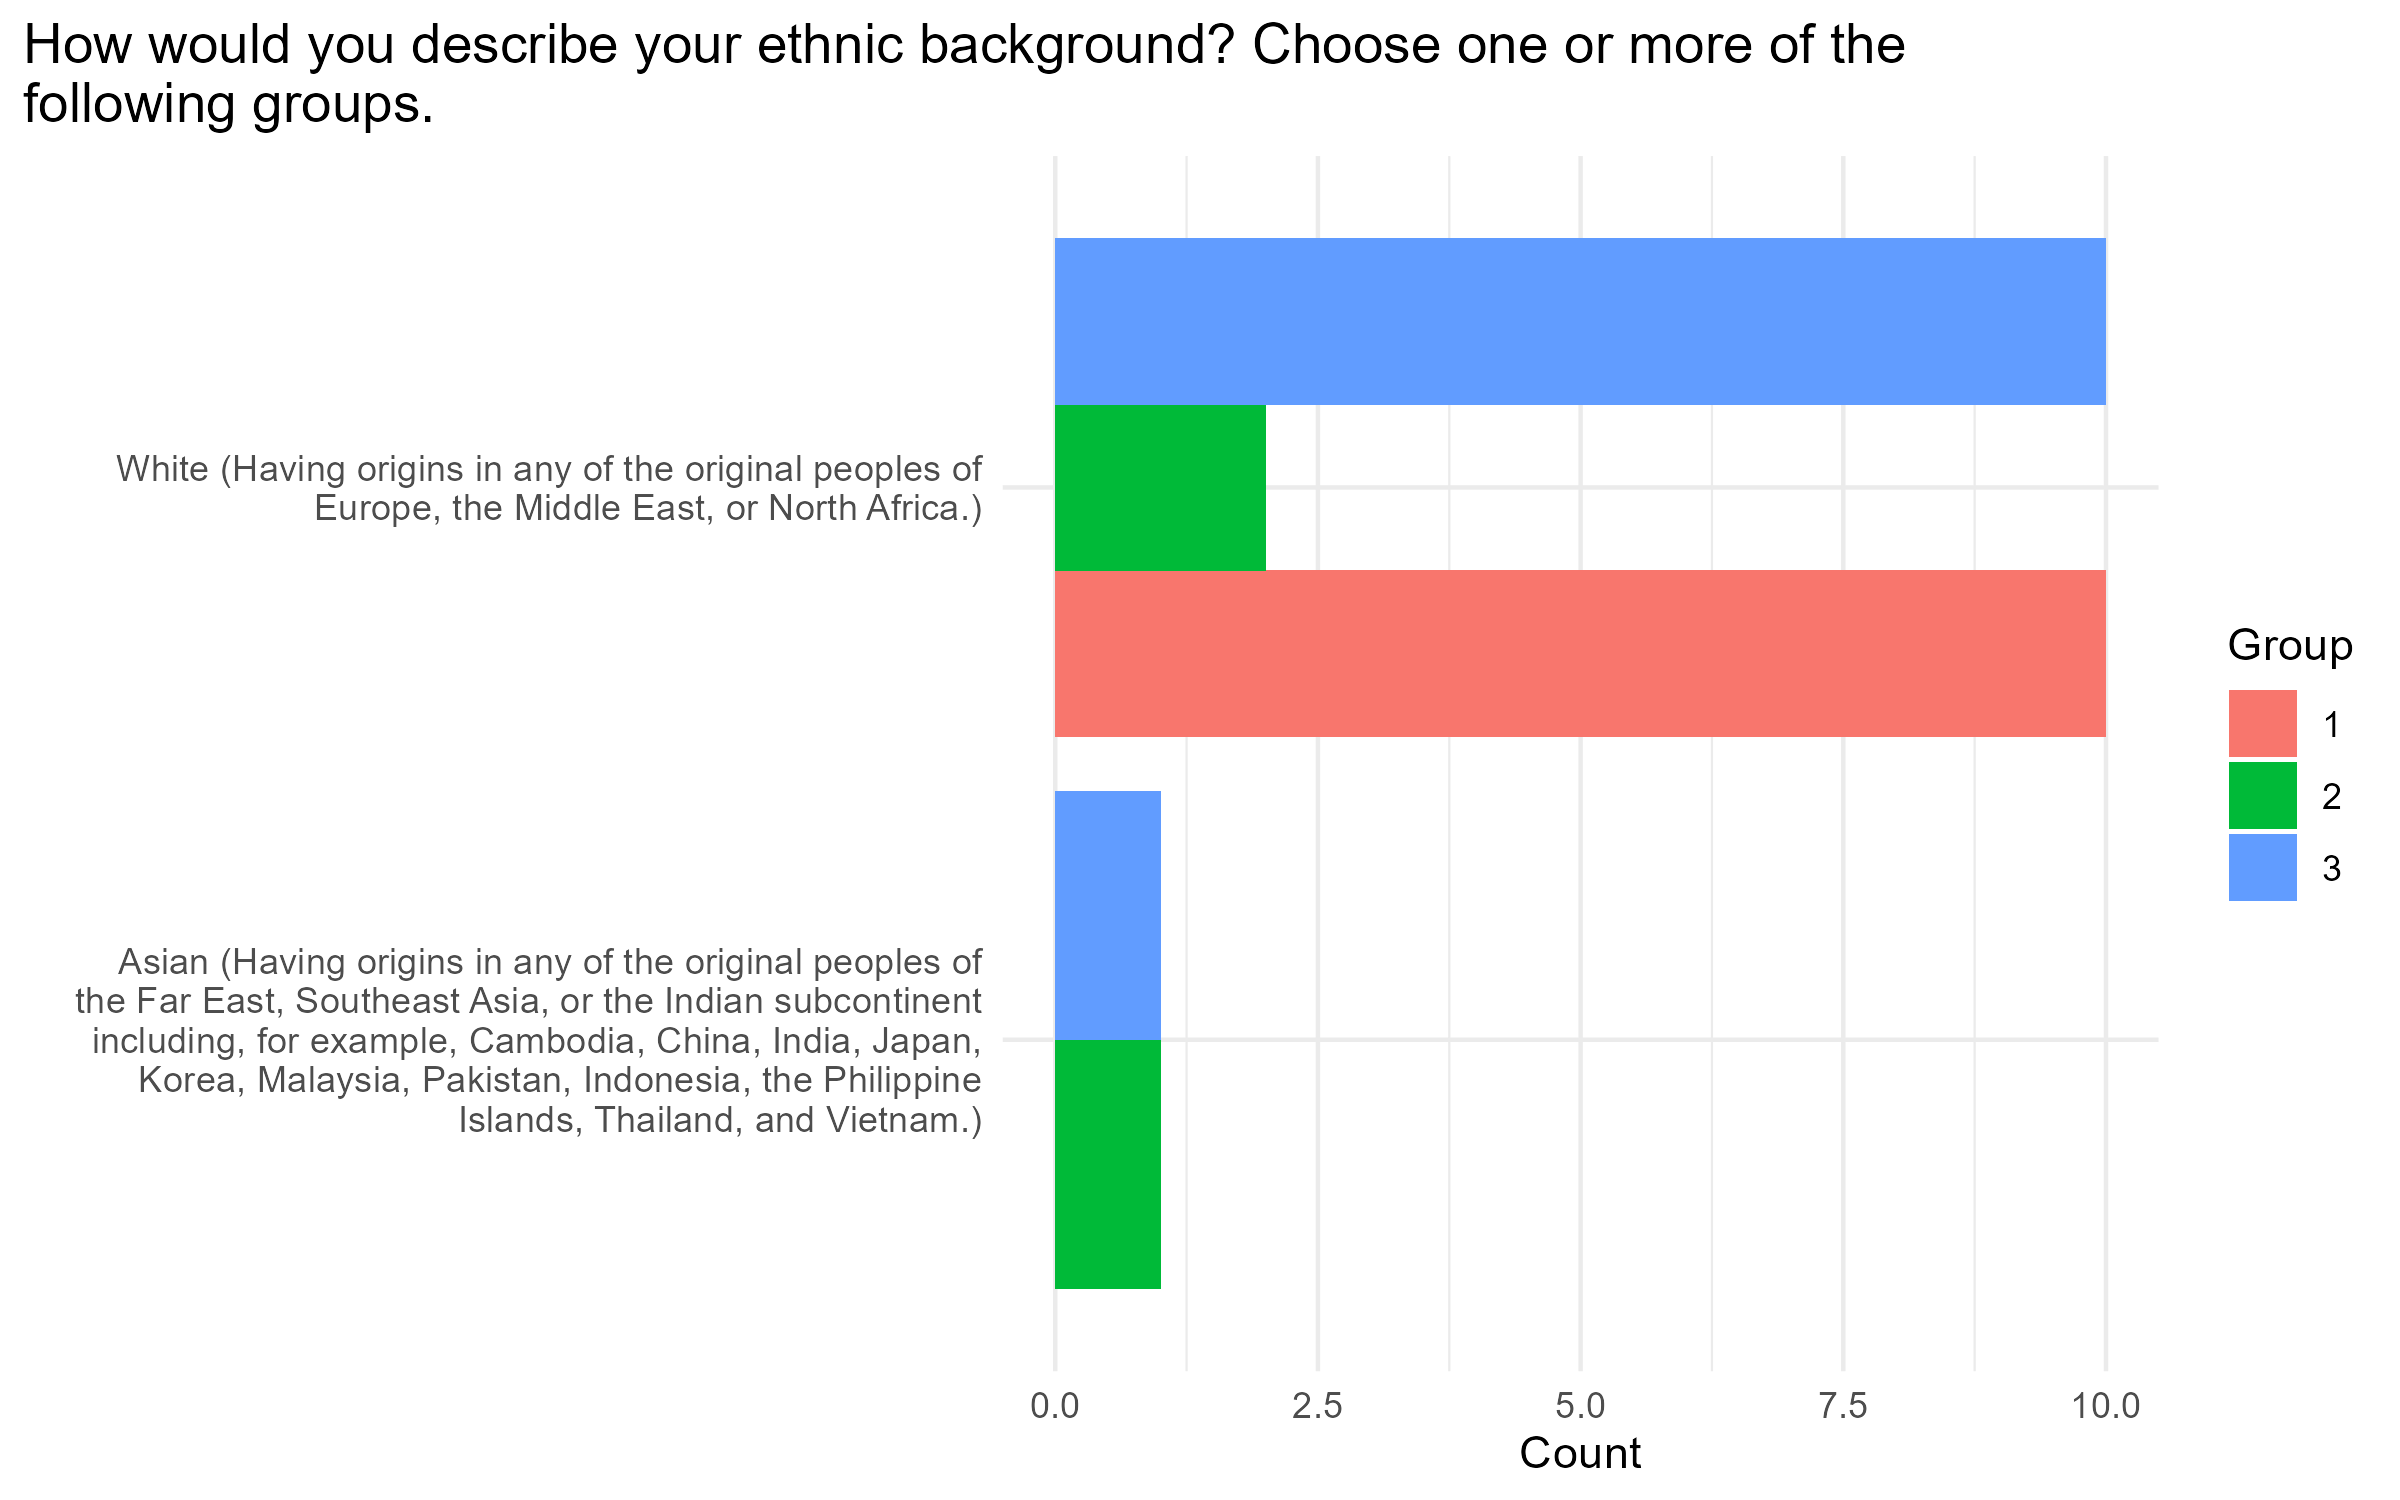 How would you describe your ethnic background? Choose one or more of the
following groups.
White (Having origins in any of the original peoples of
Europe, the Middle East, or North Africa.)
Asian (Having origins in any of the original peoples of
the Far East, Southeast Asia, or the Indian subcontinent
including, for example, Cambodia, China, India, Japan,
Korea, Malaysia, Pakistan, Indonesia, the Philippine
Islands, Thailand, and Vietnam.)
0.0 2.5 5.0 7.5 10.0
Count
Group
1
2
3